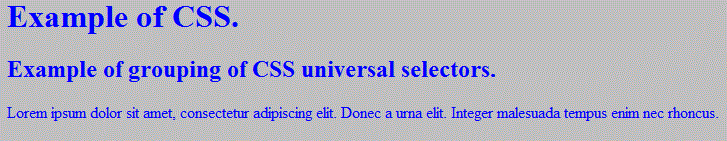 Example of CSS.
Example of grouping of CSS universal selectors.
Lorem ipsum dolor sit amet, consectetur adipiscing elit. Donec a urna elit. Integer malesuada tempus enim nec rhoncus.